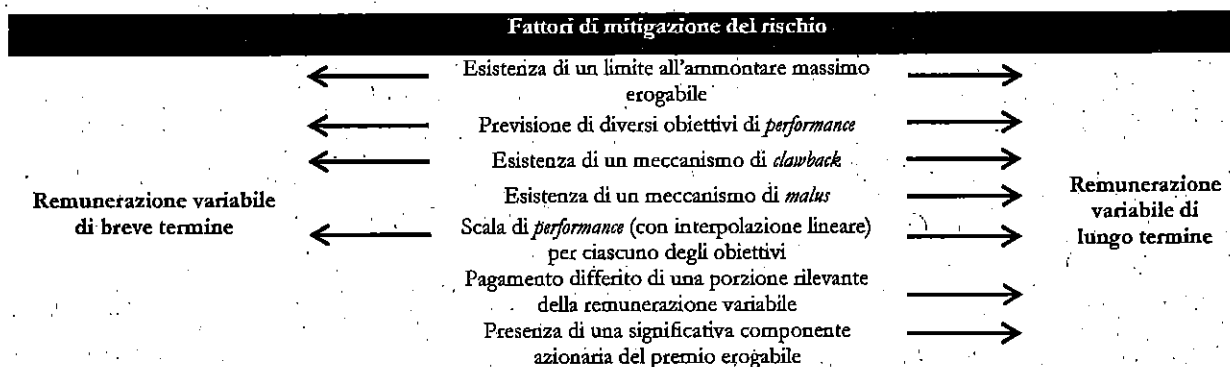 Fattori di mitigazione del rischio
Esistenza di un limite all'ammontare massimo
erogabile
Previsione di diversi obiettivi di performance
Esistenza di un meccanismo di clawback
Esistenza di un meccanismo di malus
Scala di performance (con interpolazione lineare)
per ciascuno degli obiettivi
Pagamento differito di una porzione rilevante
della remunerazione variabile
Presenza di una significativa componente
azionaria del premio erogabile
Remunerazione variabile
di breve termine
Remunerazione
variabile di
lungo termine